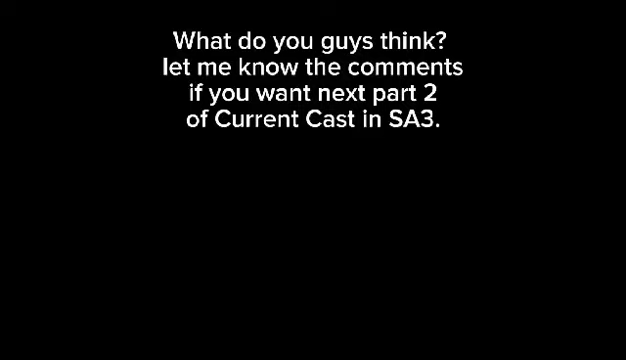 What do you guys think?
let me know the comments
if you want next part 2
of Current Cast in SA3.